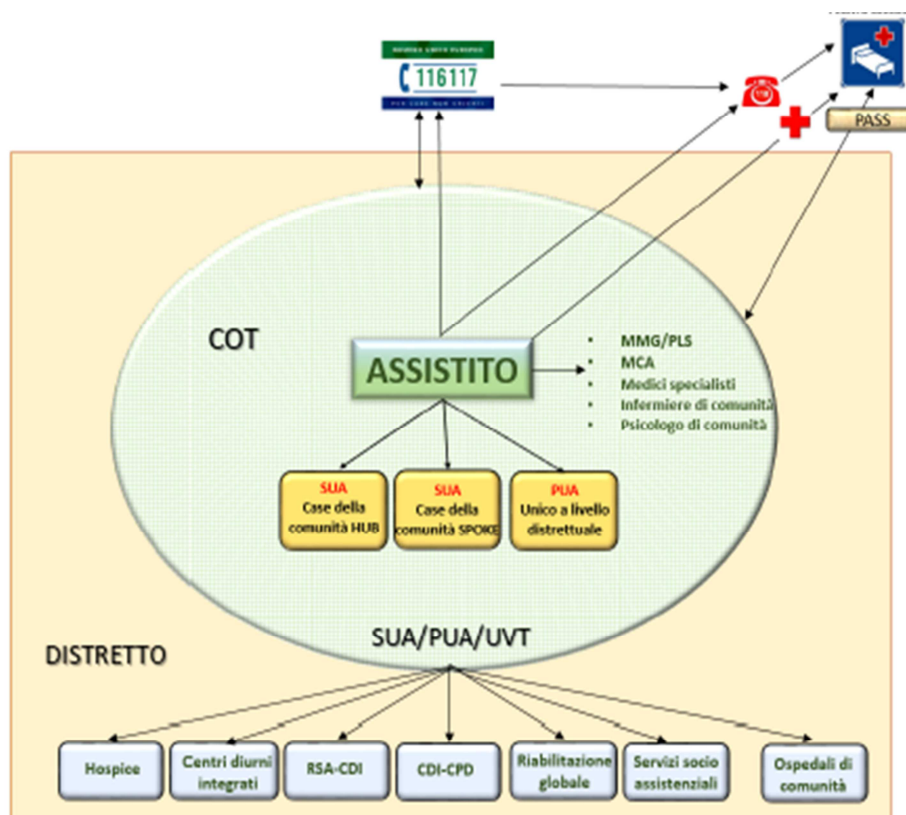 116117
PASS
COT
ASSISTITO
MMG/PLS
MCA
Medici specialisti
Infermiere di comunità
Psicologo di comunità
SUA
Case della
comunità HUB
SUA
Case della
comunità SPOKE
PUA
Unico a livello
distrettuale
SUA/PUA/UVT
DISTRETTO
Hospice
Centri diurni
integrati
RSA-CDI
CDI-CPD
Riabilitazione
globale
Servizi socio
assistenziali
Ospedali di
comunità